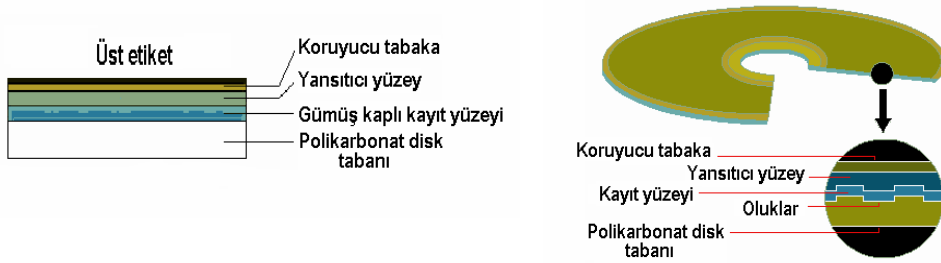 Üst etiket
Koruyucu tabaka
Yansıtıcı yüzey
Gümüş kaplı kayıt yüzeyi
Polikarbonat disk
tabanı
Koruyucu tabaka
Yansıtıcı yüzey
Kayıt yüzeyi
Oluklar
Polikarbonat disk
tabanı